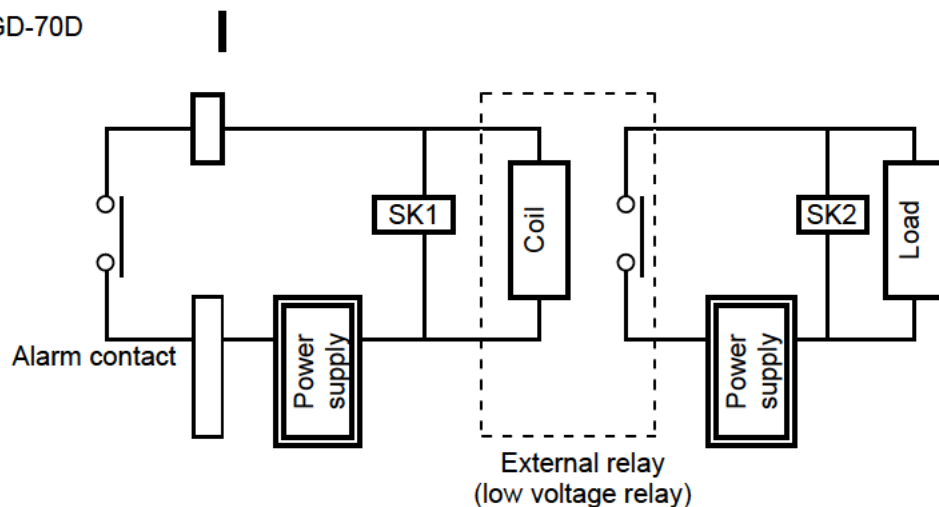 GD-70D
SK1
Coil
SK2
Load
Alarm contact
Power
supply
Power
supply
External relay
(low voltage relay)